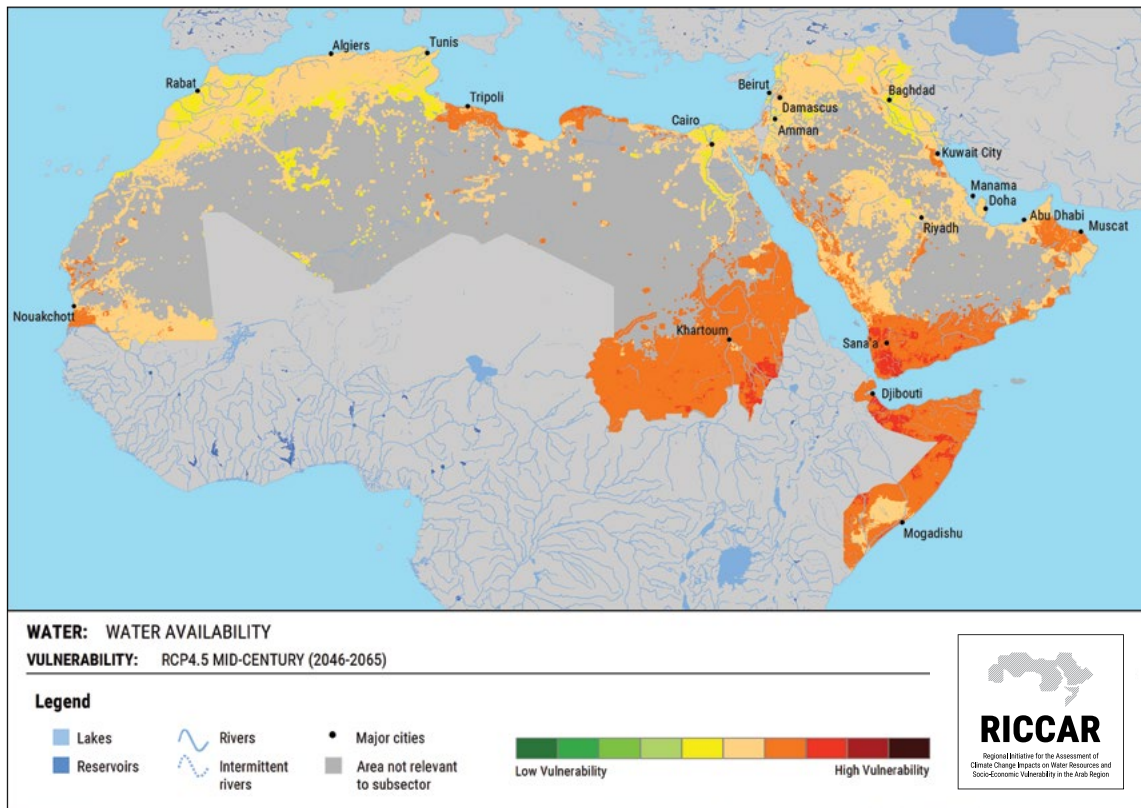 Algiers
Tunis
Rabat
Tripoli
Beirut
Damascus
Baghdad
Cairo
Amman
Kuwait City
Manama
Doha
Abu Dhabi
Muscat
Riyadh
Nouakchott
Khartoum
Sana'a
Djibouti
Mogadishu
WATER: WATER AVAILABILITY
VULNERABILITY: RCP4.5 MID-CENTURY (2046-2065)
Legend
Lakes
Rivers
Major cities
Reservoirs
Intermittent
rivers
Area not relevant
to subsector
Low Vulnerability
High Vulnerability
RICCAR
Regional Initiative for the Assessment of
Climate Change Impacts on Water Resources and
Socio-Economic Vulnerability in the Arab Region